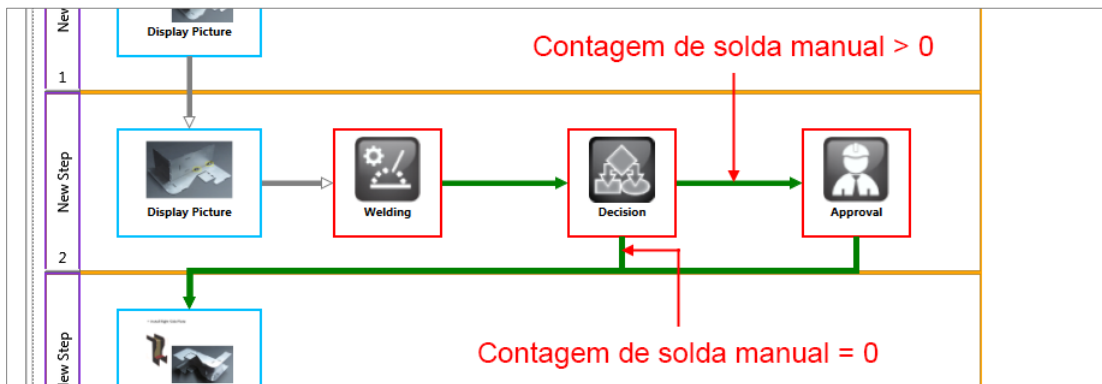 New
Display Picture
Contagem de solda manual > 0
1
New Step
Display Picture
Welding
Decision
Approval
2
Contagem de solda manual = 0
New Step